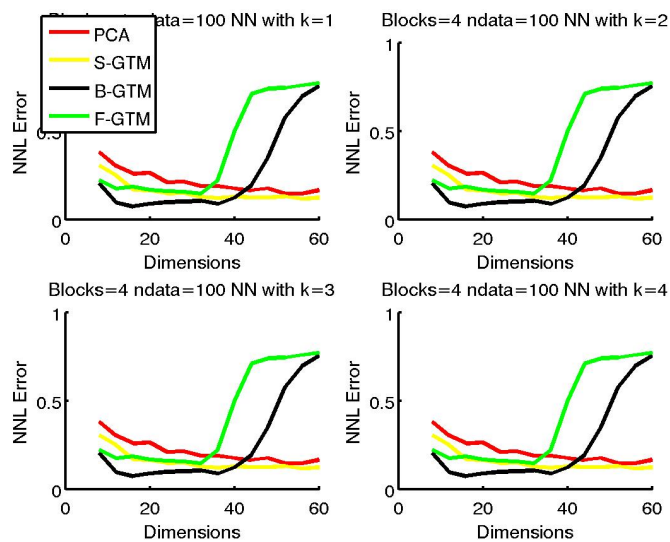 Bloc ndata=100 NN with k=1
Blocks=4 ndata=100 NN with k=2
PCA
S-GTM
B-GTM
F-GTM
NNL Error
0.5
0
0
20
40
60
Dimensions
NNL Error
1
0.5
0
0
20
40
60
Dimensions
Blocks=4 ndata=100 NN with k=3
Blocks=4 ndata=100 NN with k=4
NNL Error
1
0.5
0
0
20
40
60
Dimensions
NNL Error
1
0.5
0
0
20
40
60
Dimensions